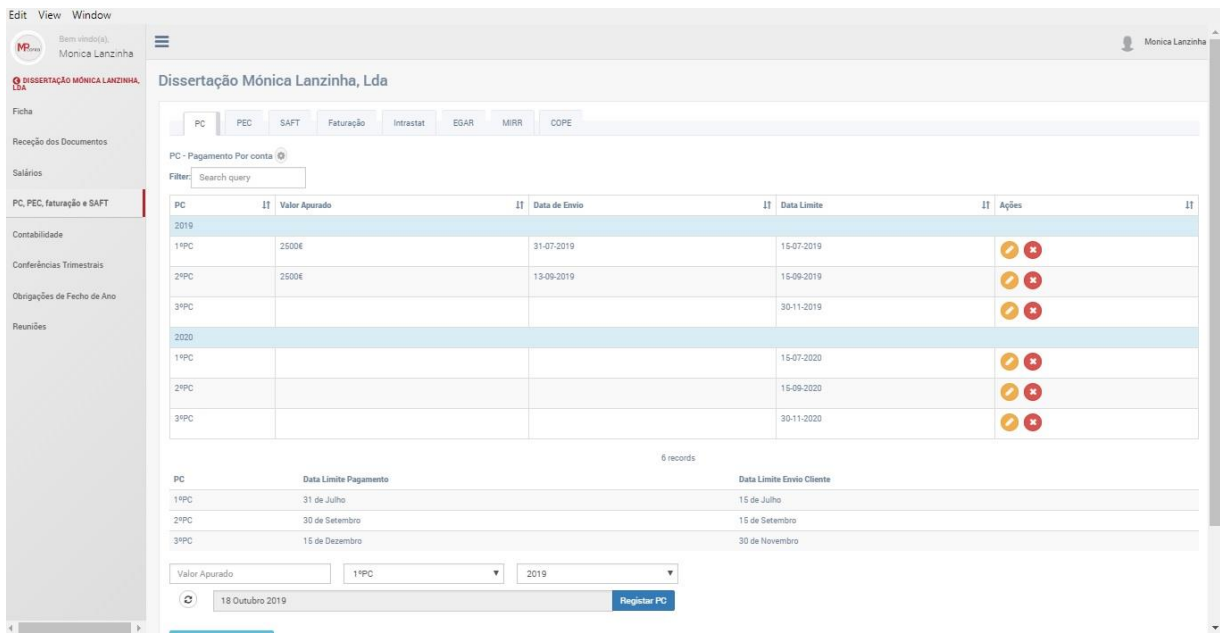 Edit View Window
Bem vindo(a),
Monica Lanzinha
Monica Lanzinha
DISSERTAÇÃO MÓNICA LANZINHA, LDA
Dissertação Mónica Lanzinha, Lda
Ficha
Receção dos Documentos
Salários
PC, PEC, faturação e SAFT
Contabilidade
Conferências Trimestrais
Obrigações de Fecho de Ano
Reuniões
PC PEC SAFT Faturação Intrastat EGAR MIRR COPE
PC - Pagamento Por conta
Filter: Search query
PC Valor Apurado Data de Envio Data Limite Ações
2019
1ºPC 2500€ 31-07-2019 15-07-2019
2ºPC 2500€ 13-09-2019 15-09-2019
3ºPC 30-11-2019
2020
1ºPC 15-07-2020
2ºPC 15-09-2020
3ºPC 30-11-2020
6 records
PC Data Limite Pagamento Data Limite Envio Cliente
1ºPC 31 de Julho 15 de Julho
2ºPC 30 de Setembro 15 de Setembro
3ºPC 15 de Dezembro 30 de Novembro
Valor Apurado 1ºPC 2019
18 Outubro 2019 Registar PC